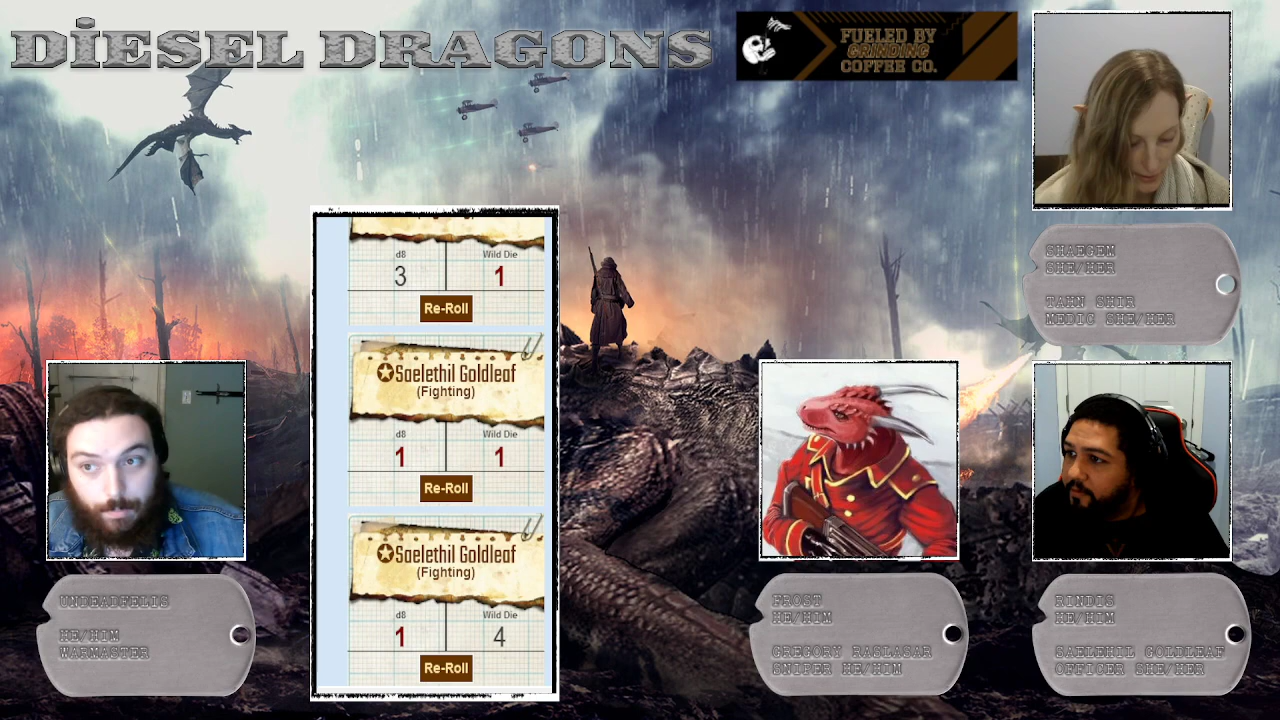 DIESEL DRAGONS
FUELED BY
GRINDING
COFFEE CO.
SHAEGEM
SHE/HER
TAHN SHIR
MEDIC SHE/HER
d8
Wild Die
3
1
Re-Roll
Saelethil Goldleaf
(Fighting)
d8
Wild Die
1
1
Re-Roll
Saelethil Goldleaf
(Fighting)
d8
Wild Die
1
4
Re-Roll
UNDEADFELIS
HE/HIM
WARMASTER
FROST
HE/HIM
GREGORY RASLASAR
SNIPER HE/HIM
RINDIS
HE/HIM
SAELEHIL GOLDLEAF
OFFICER SHE/HER